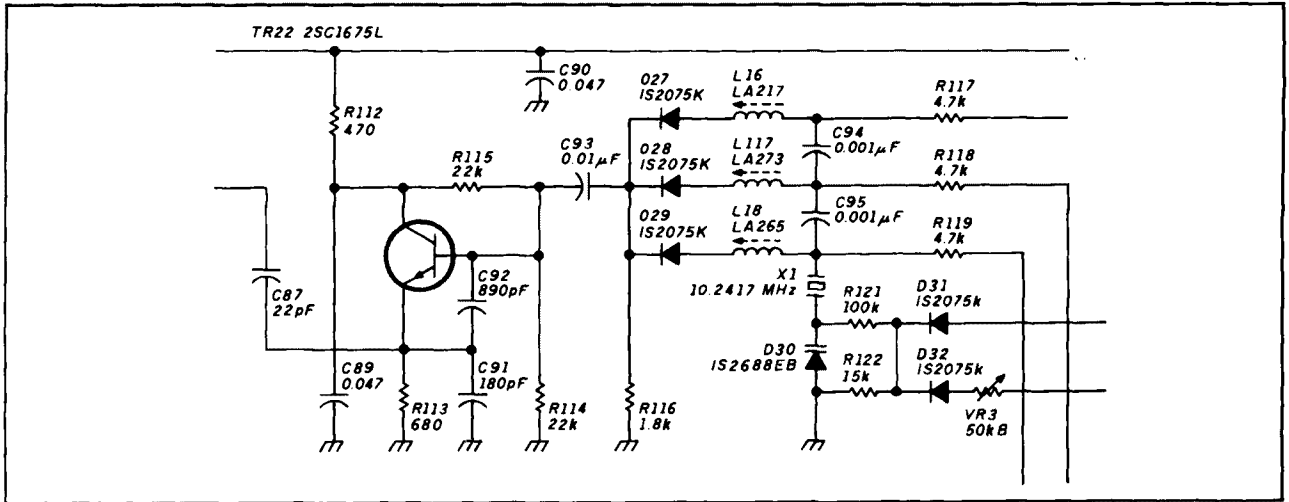 TR22 2SC1675L
C90
0.047
R112
470
R115
22k
C93
0.01μF
027
IS2075K
L16
LA217
R117
4.7k
C94
0.001μF
028
IS2075K
L117
LA273
R118
4.7k
C95
0.001μF
029
IS2075K
L18
LA265
R119
4.7k
C87
22pF
C92
890pF
X1
10.2417 MHz
R121
100k
D31
IS2075k
D30
IS2688EB
R122
15k
D32
IS2075k
VR3
50kB
C89
0.047
R113
680
C91
180pF
R114
22k
R116
1.8k